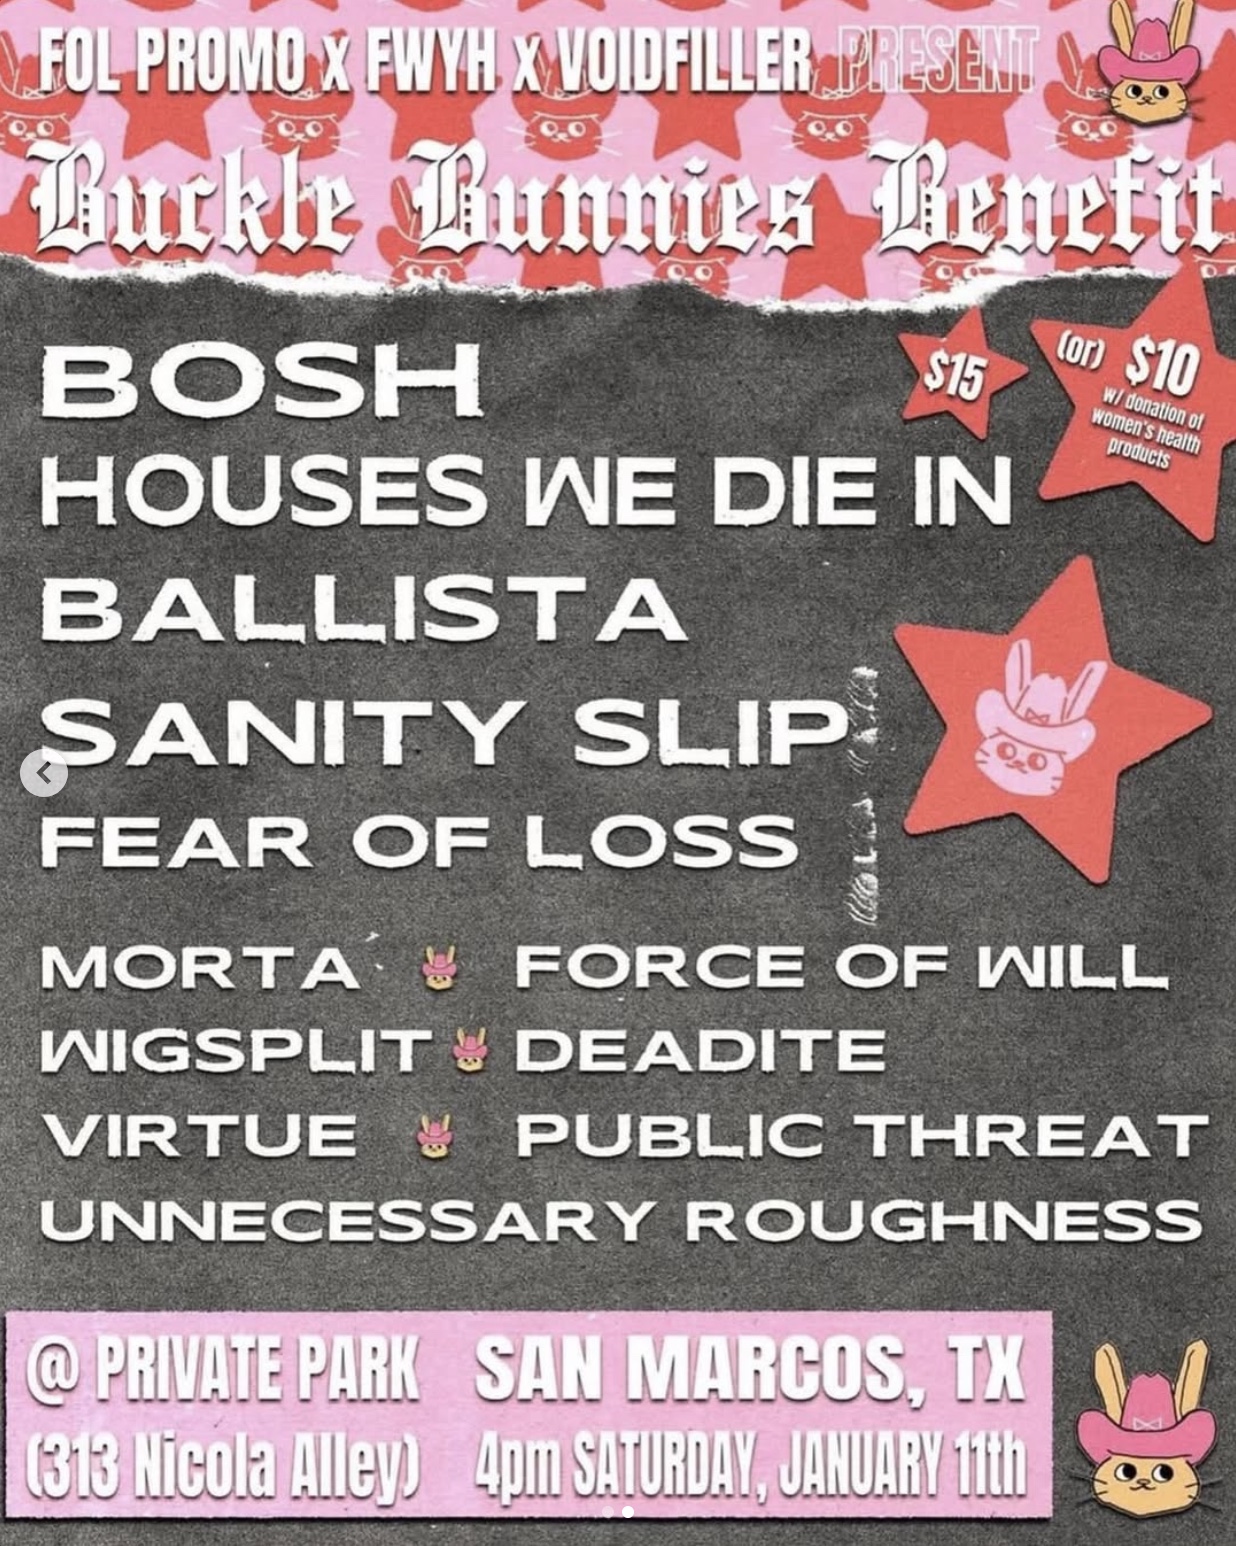 FOL PROMO X FWYH X VOIDFILLER PRESENT
Buckle Bunnies Benefit
BOSH
HOUSES WE DIE IN
BALLISTA
SANITY SLIP
FEAR OF LOSS
$15
(or) $10
w/ donation of
women's health
products
MORTA FORCE OF WILL
WIGSPLIT DEADITE
VIRTUE PUBLIC THREAT
UNNECESSARY ROUGHNESS
@ PRIVATE PARK SAN MARCOS, TX
(313 Nicola Alley) 4pm SATURDAY, JANUARY 11th